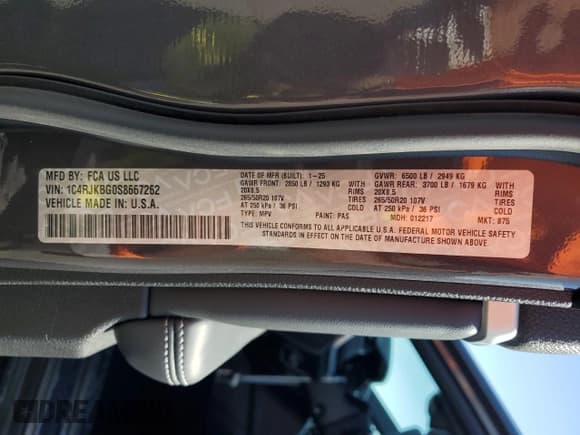 MFD BY: FCA US LLC
VIN: 1C4RJKBG0S8667262
VEHICLE MADE IN: U.S.A.
DATE OF MFR (BUILT): 1-25
GAWR FRONT: 2850 LB / 1293 KG
20X8.5
265/50R20 107V
AT 250 kPa / 36 PSI
TYPE: MPV
RIMS
TIRES
COLD
PAINT: PAS
GVWR: 6500 LB / 2949 KG
GAWR REAR: 3700 LB / 1679 KG
20X8.5
265/50R20 107V
AT 250 kPa / 36 PSI
MDH: 012217
RIMS
TIRES
COLD
MKT: 875
THIS VEHICLE CONFORMS TO ALL APPLICABLE U.S.A. FEDERAL MOTOR VEHICLE SAFETY
STANDARDS IN EFFECT ON THE DATE OF MANUFACTURE SHOWN ABOVE.